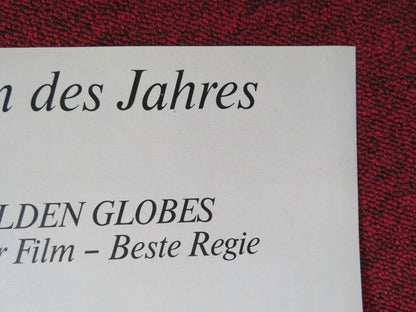 n des Jahres
LDEN GLOBES
r Film – Beste Regie